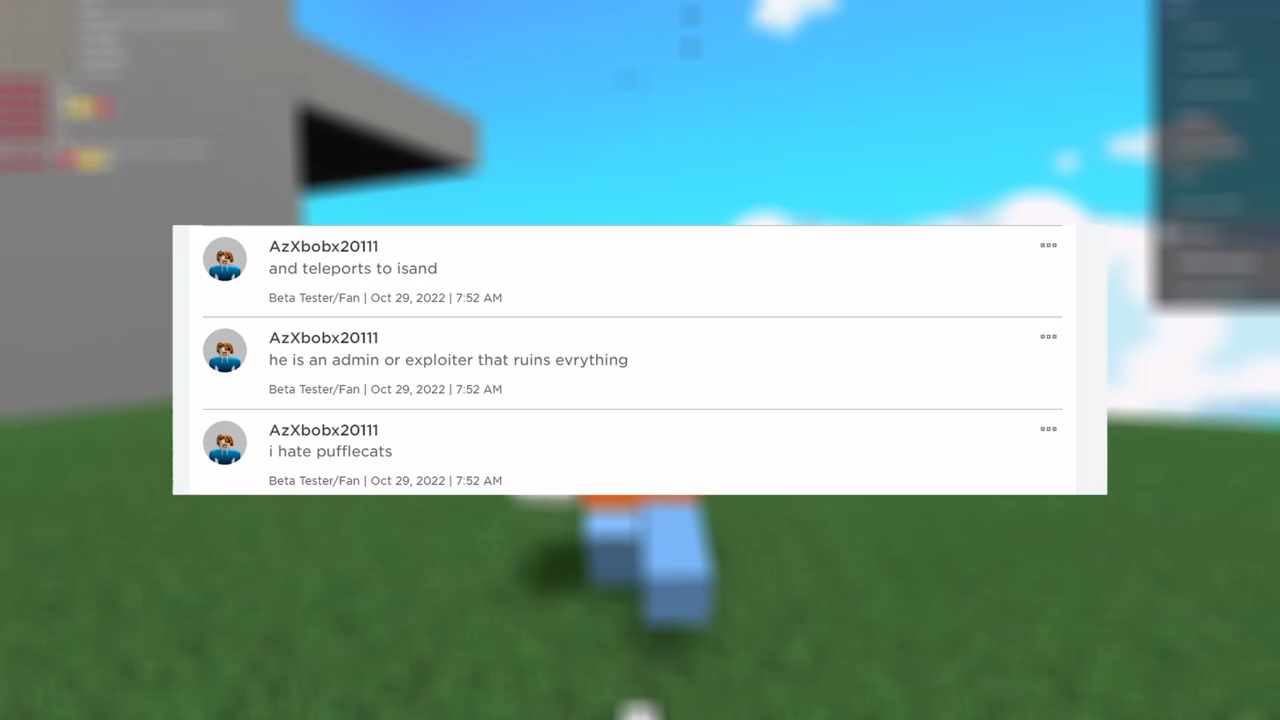 AzXbobx20111
and teleports to isand
Beta Tester/Fan | Oct 29, 2022 | 7:52 AM
AzXbobx20111
he is an admin or exploiter that ruins evrything
Beta Tester/Fan | Oct 29, 2022 | 7:52 AM
AzXbobx20111
i hate pufflecats
Beta Tester/Fan | Oct 29, 2022 | 7:52 AM